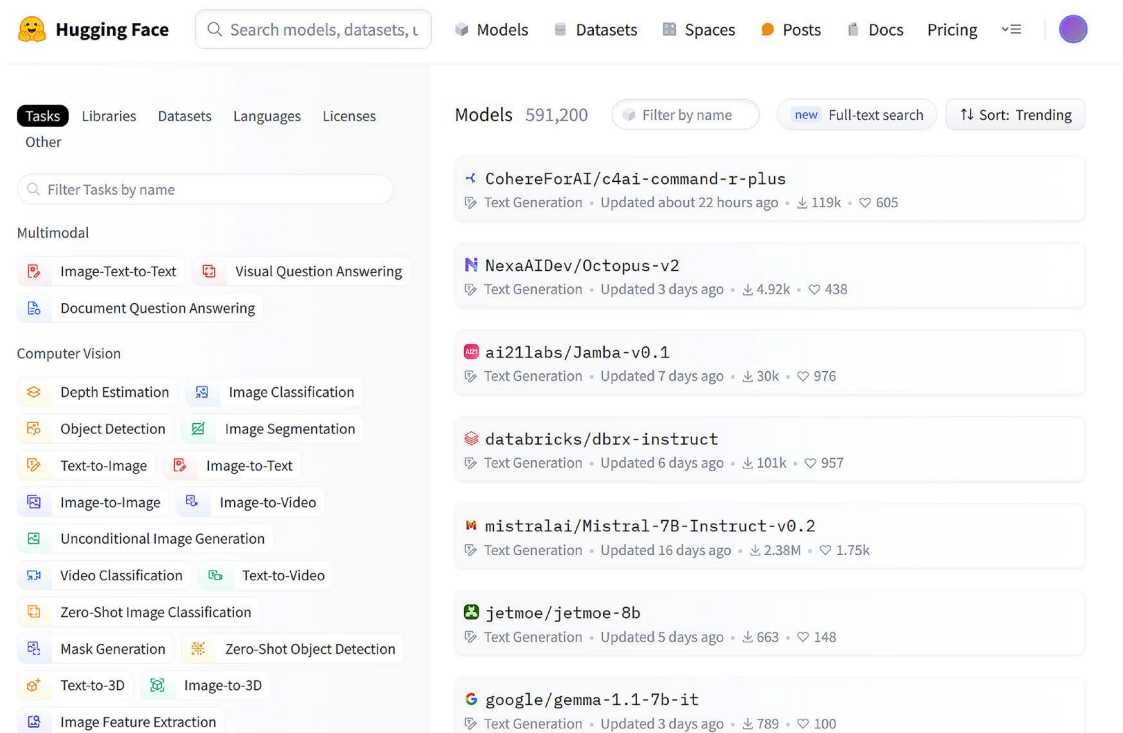 Hugging Face
Search models, datasets, u
Models
Datasets
Spaces
Posts
Docs
Pricing
Tasks Libraries Datasets Languages Licenses
Other
Filter Tasks by name
Multimodal
Image-Text-to-Text Visual Question Answering
Document Question Answering
Computer Vision
Depth Estimation Image Classification
Object Detection Image Segmentation
Text-to-Image Image-to-Text
Image-to-Image Image-to-Video
Unconditional Image Generation
Video Classification Text-to-Video
Zero-Shot Image Classification
Mask Generation Zero-Shot Object Detection
Text-to-3D Image-to-3D
Image Feature Extraction
Models 591,200 Filter by name new Full-text search Sort: Trending
CohereForAI/c4ai-command-r-plus
Text Generation • Updated about 22 hours ago • 119k • 605
NexaAIDev/Octopus-v2
Text Generation • Updated 3 days ago • 4.92k • 438
AI21 ai21labs/Jamba-v0.1
Text Generation • Updated 7 days ago • 30k • 976
databricks/dbrx-instruct
Text Generation • Updated 6 days ago • 101k • 957
mistralai/Mistral-7B-Instruct-v0.2
Text Generation • Updated 16 days ago • 2.38M • 1.75k
jetmoe/jetmoe-8b
Text Generation • Updated 5 days ago • 663 • 148
google/gemma-1.1-7b-it
Text Generation • Updated 3 days ago • 789 • 100